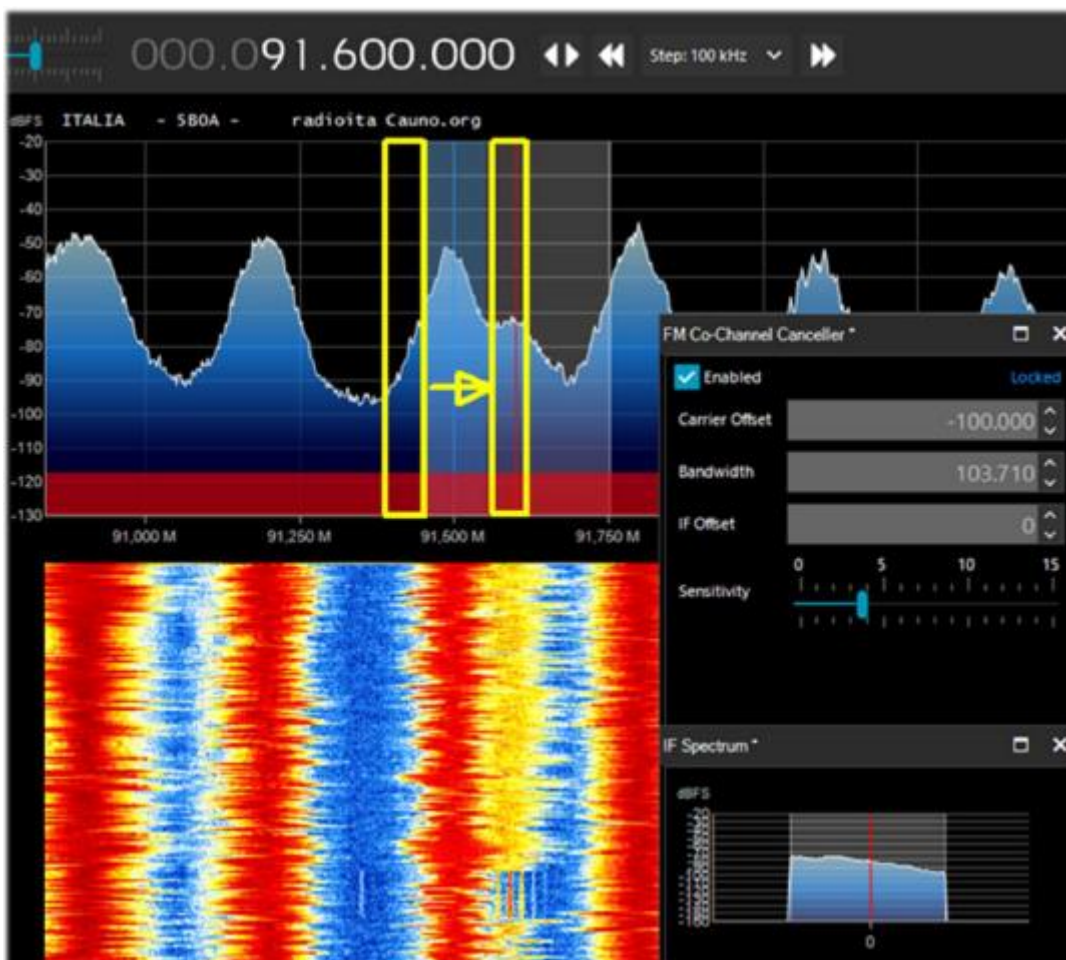 000.091.600.000 Step: 100 kHz
dBFS ITALIA - 5B0A - radioita Cauno.org
-20
-30
-40
-50
-60
-70
-80
-90
-100
-110
-120
-130
91,000 M 91,250 M 91,500 M 91,750 M
FM Co-Channel Canceller *
Enabled Locked
Carrier Offset -100.000
Bandwidth 103.710
IF Offset 0
0 5 10 15
Sensitivity
IF Spectrum *
dBFS
-20
0